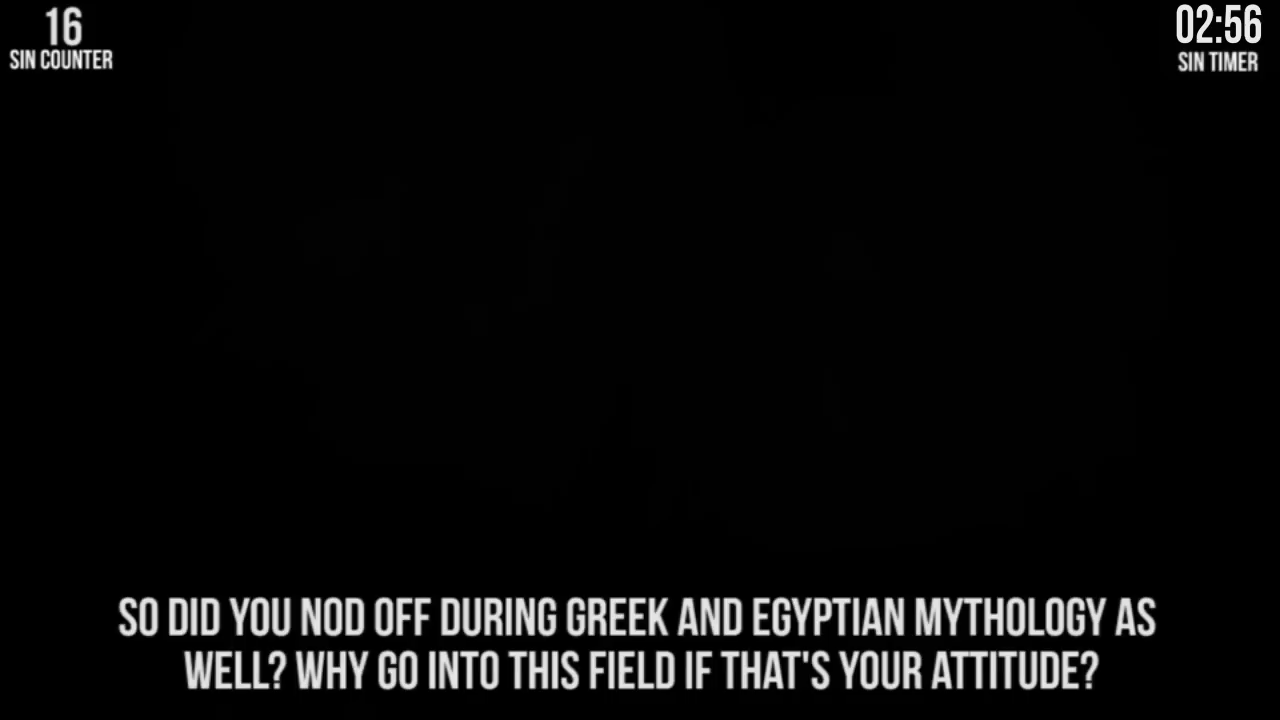 16
SIN COUNTER
02:56
SIN TIMER
SO DID YOU NOD OFF DURING GREEK AND EGYPTIAN MYTHOLOGY AS
WELL? WHY GO INTO THIS FIELD IF THAT'S YOUR ATTITUDE?